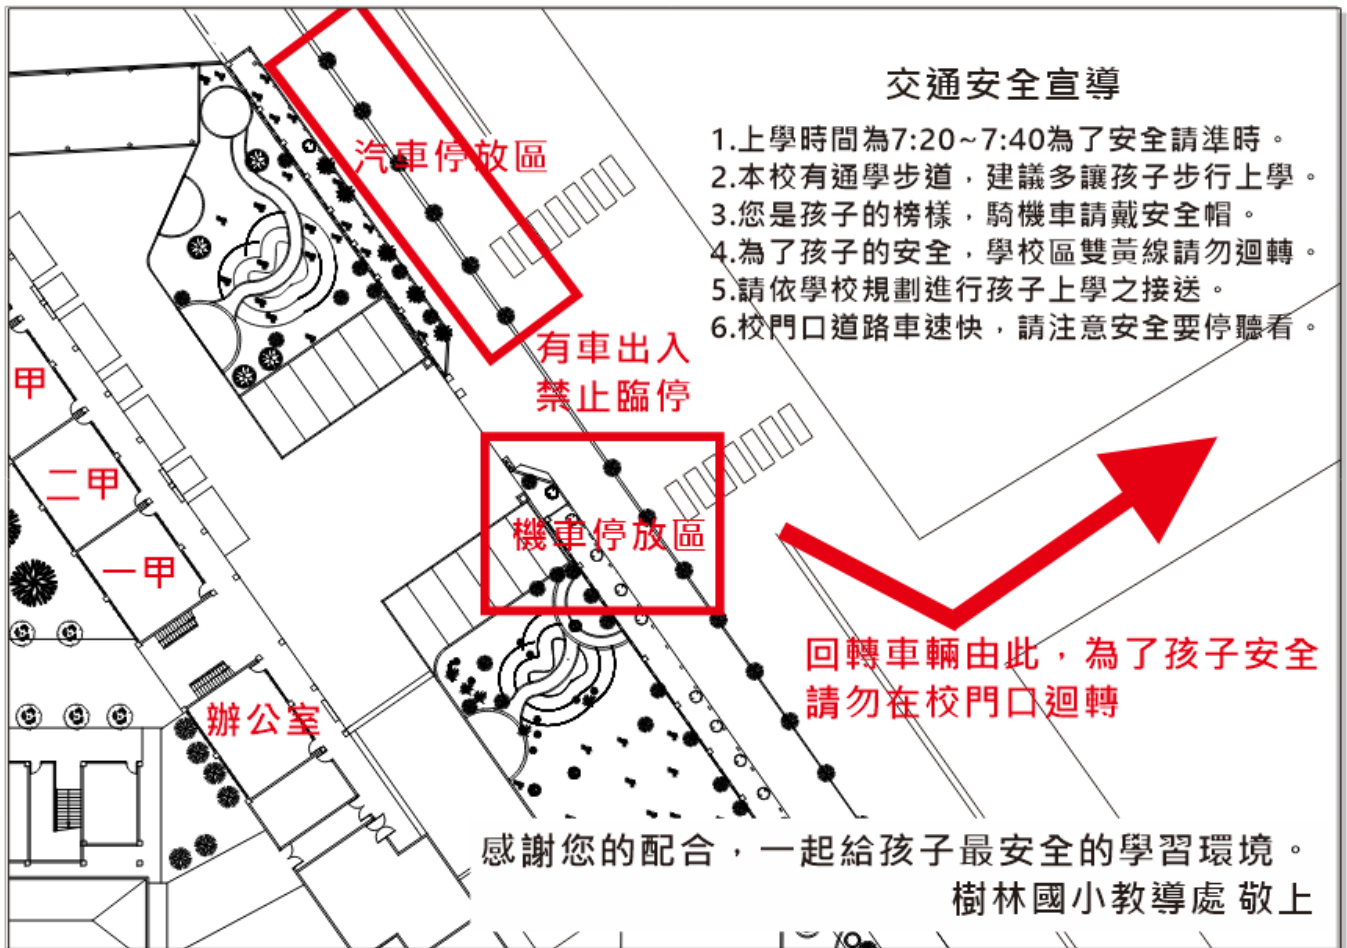 交通安全宣導
1.上學時間為7:20~7:40為了安全請準時。
2.本校有通學步道，建議多讓孩子步行上學。
3.您是孩子的榜樣，騎機車請戴安全帽。
4.為了孩子的安全，學校區雙黃線請勿迴轉。
5.請依學校規劃進行孩子上學之接送。
6.校門口道路車速快，請注意安全要停聽看。
汽車停放區
有車出入
禁止臨停
甲
二甲
一甲
機車停放區
辦公室
回轉車輛由此，為了孩子安全
請勿在校門口迴轉
感謝您的配合，一起給孩子最安全的學習環境。
樹林國小教導處 敬上